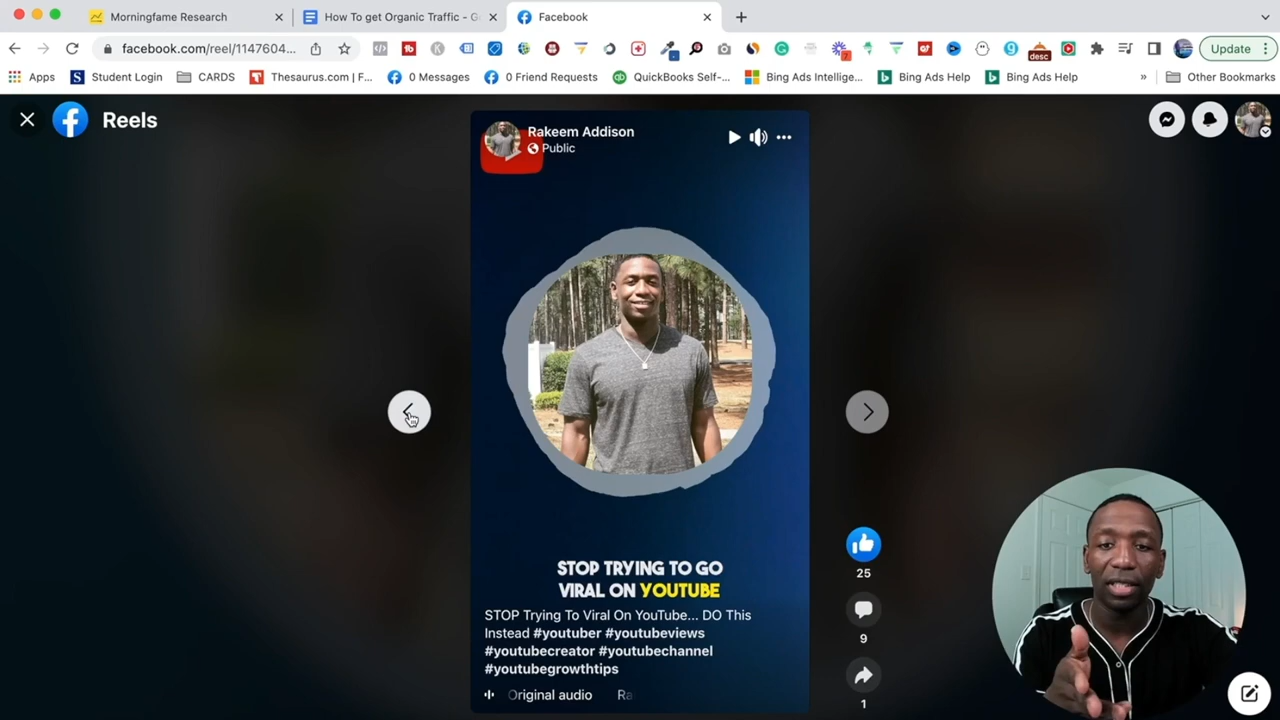 Morningfame Research
How To get Organic Traffic - G
Facebook
facebook.com/reel/1147604...
desc
7
Update
Apps
Student Login
CARDS
Thesaurus.com | F...
0 Messages
0 Friend Requests
QuickBooks Self-...
Bing Ads Intellige...
Bing Ads Help
Bing Ads Help
»
Other Bookmarks
Reels
Rakeem Addison
Public
STOP TRYING TO GO
VIRAL ON YOUTUBE
STOP Trying To Viral On YouTube... DO This
Instead #youtuber #youtubeviews
#youtubecreator #youtubechannel
#youtubegrowthtips
Original audio Ra
25
9
1